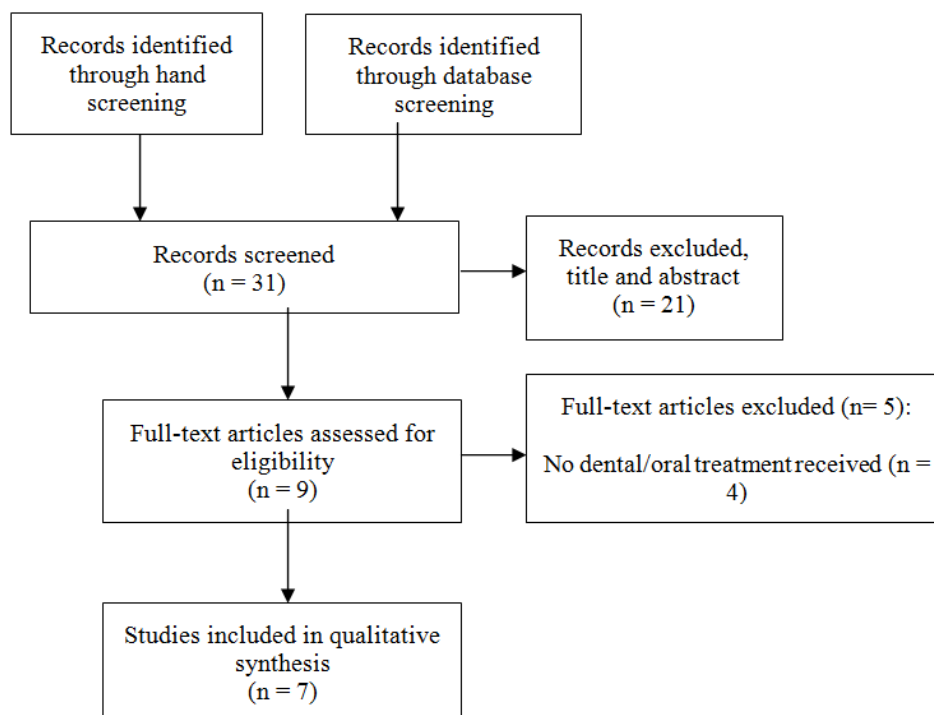 Records identified
through hand
screening
Records identified
through database
screening
Records screened
(n = 31)
Records excluded,
title and abstract
(n = 21)
Full-text articles assessed for
eligibility
(n = 9)
Full-text articles excluded (n= 5):
No dental/oral treatment received (n =
4)
Studies included in qualitative
synthesis
(n = 7)